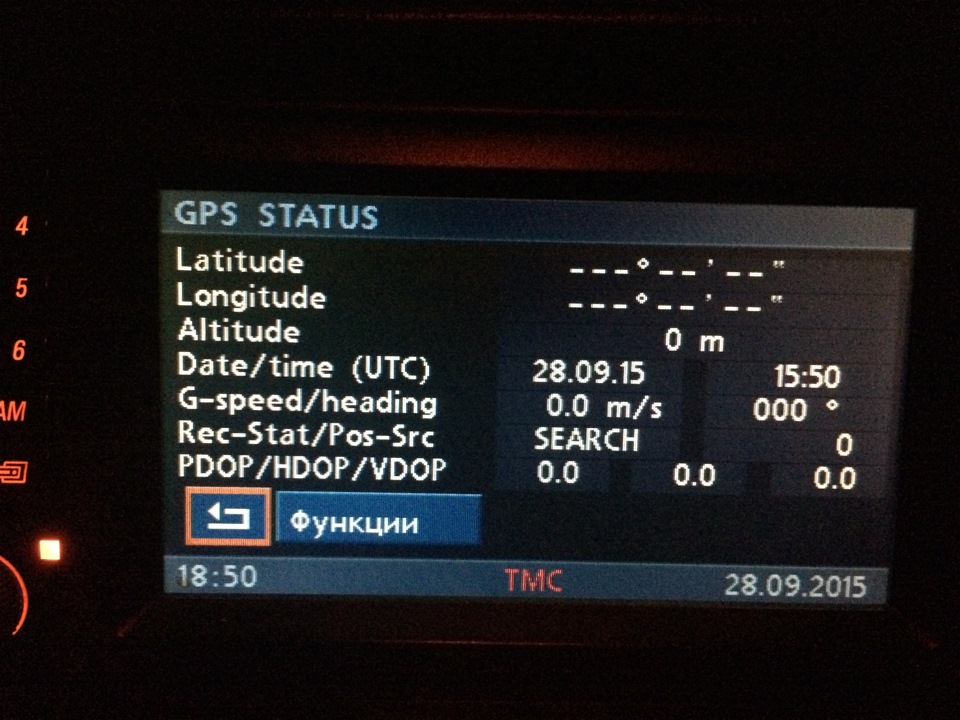 GPS STATUS
4
Latitude ---°--'--"
5
Longitude ---°--'--"
6
Altitude 0 m
Date/time (UTC) 28.09.15 15:50
AM
G-speed/heading 0.0 m/s 000 °
Rec-Stat/Pos-Src SEARCH 0
PDOP/HDOP/VDOP 0.0 0.0 0.0
Функции
18:50 TMC 28.09.2015